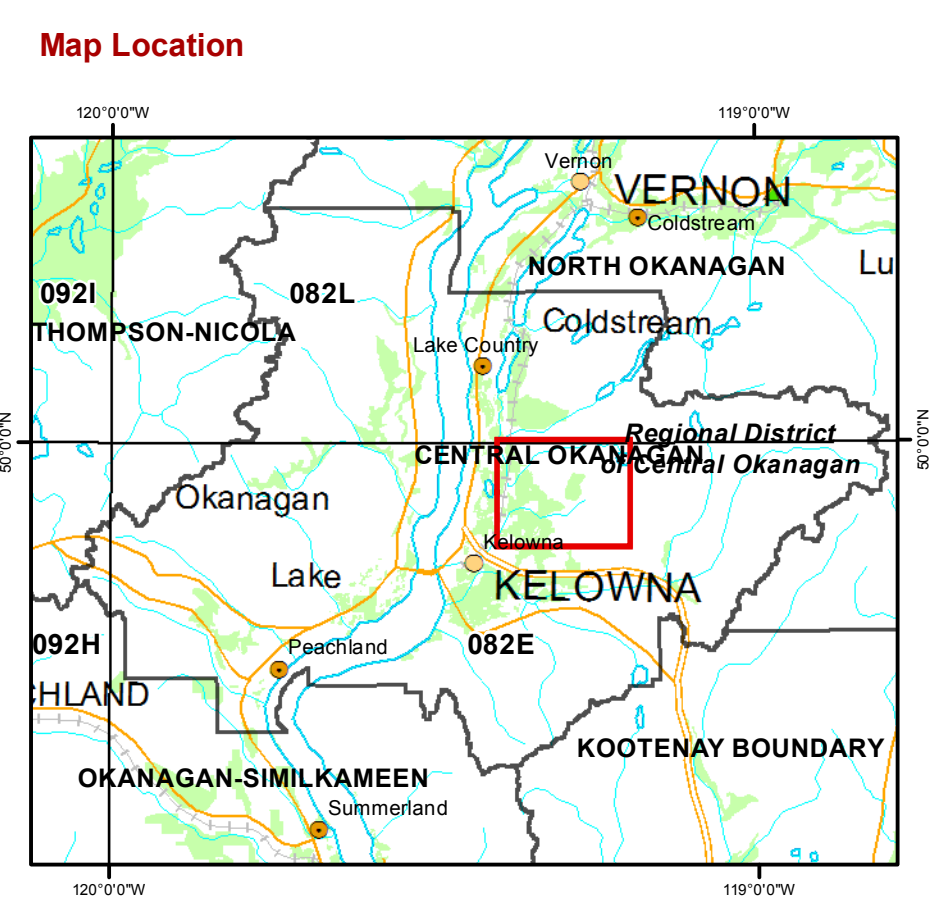 Map Location
120°0'0"W
119°0'0"W
Vernon
VERNON
Coldstream
NORTH OKANAGAN
Lu
092I
082L
THOMPSON-NICOLA
Coldstream
Lake Country
50°0'0"N
50°0'0"N
Regional District
of Central Okanagan
CENTRAL OKANAGAN
Okanagan
Kelowna
Lake
KELOWNA
092H
Peachland
082E
CHLAND
KOOTENAY BOUNDARY
OKANAGAN-SIMILKAMEEN
Summerland
120°0'0"W
119°0'0"W